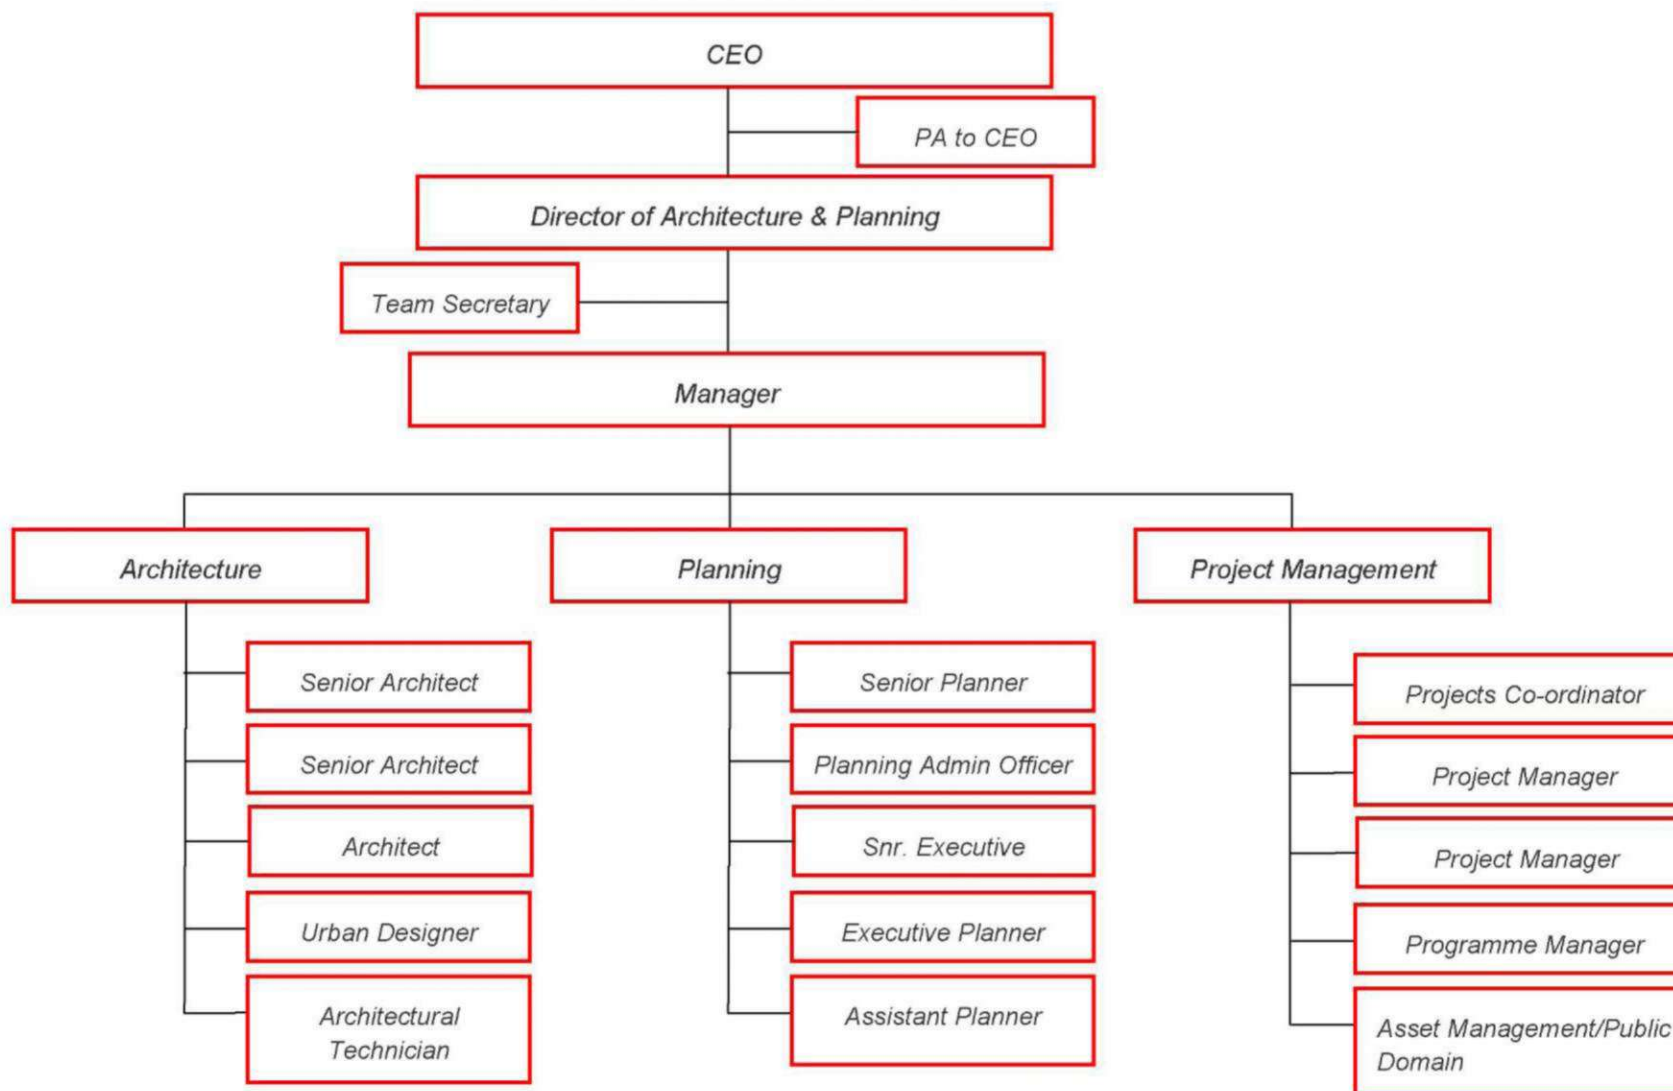 CEO
PA to CEO
Director of Architecture & Planning
Team Secretary
Manager
Architecture
Planning
Project Management
Senior Architect
Senior Architect
Architect
Urban Designer
Architectural
Technician
Senior Planner
Planning Admin Officer
Snr. Executive
Executive Planner
Assistant Planner
Projects Co-ordinator
Project Manager
Project Manager
Programme Manager
Asset Management/Public
Domain